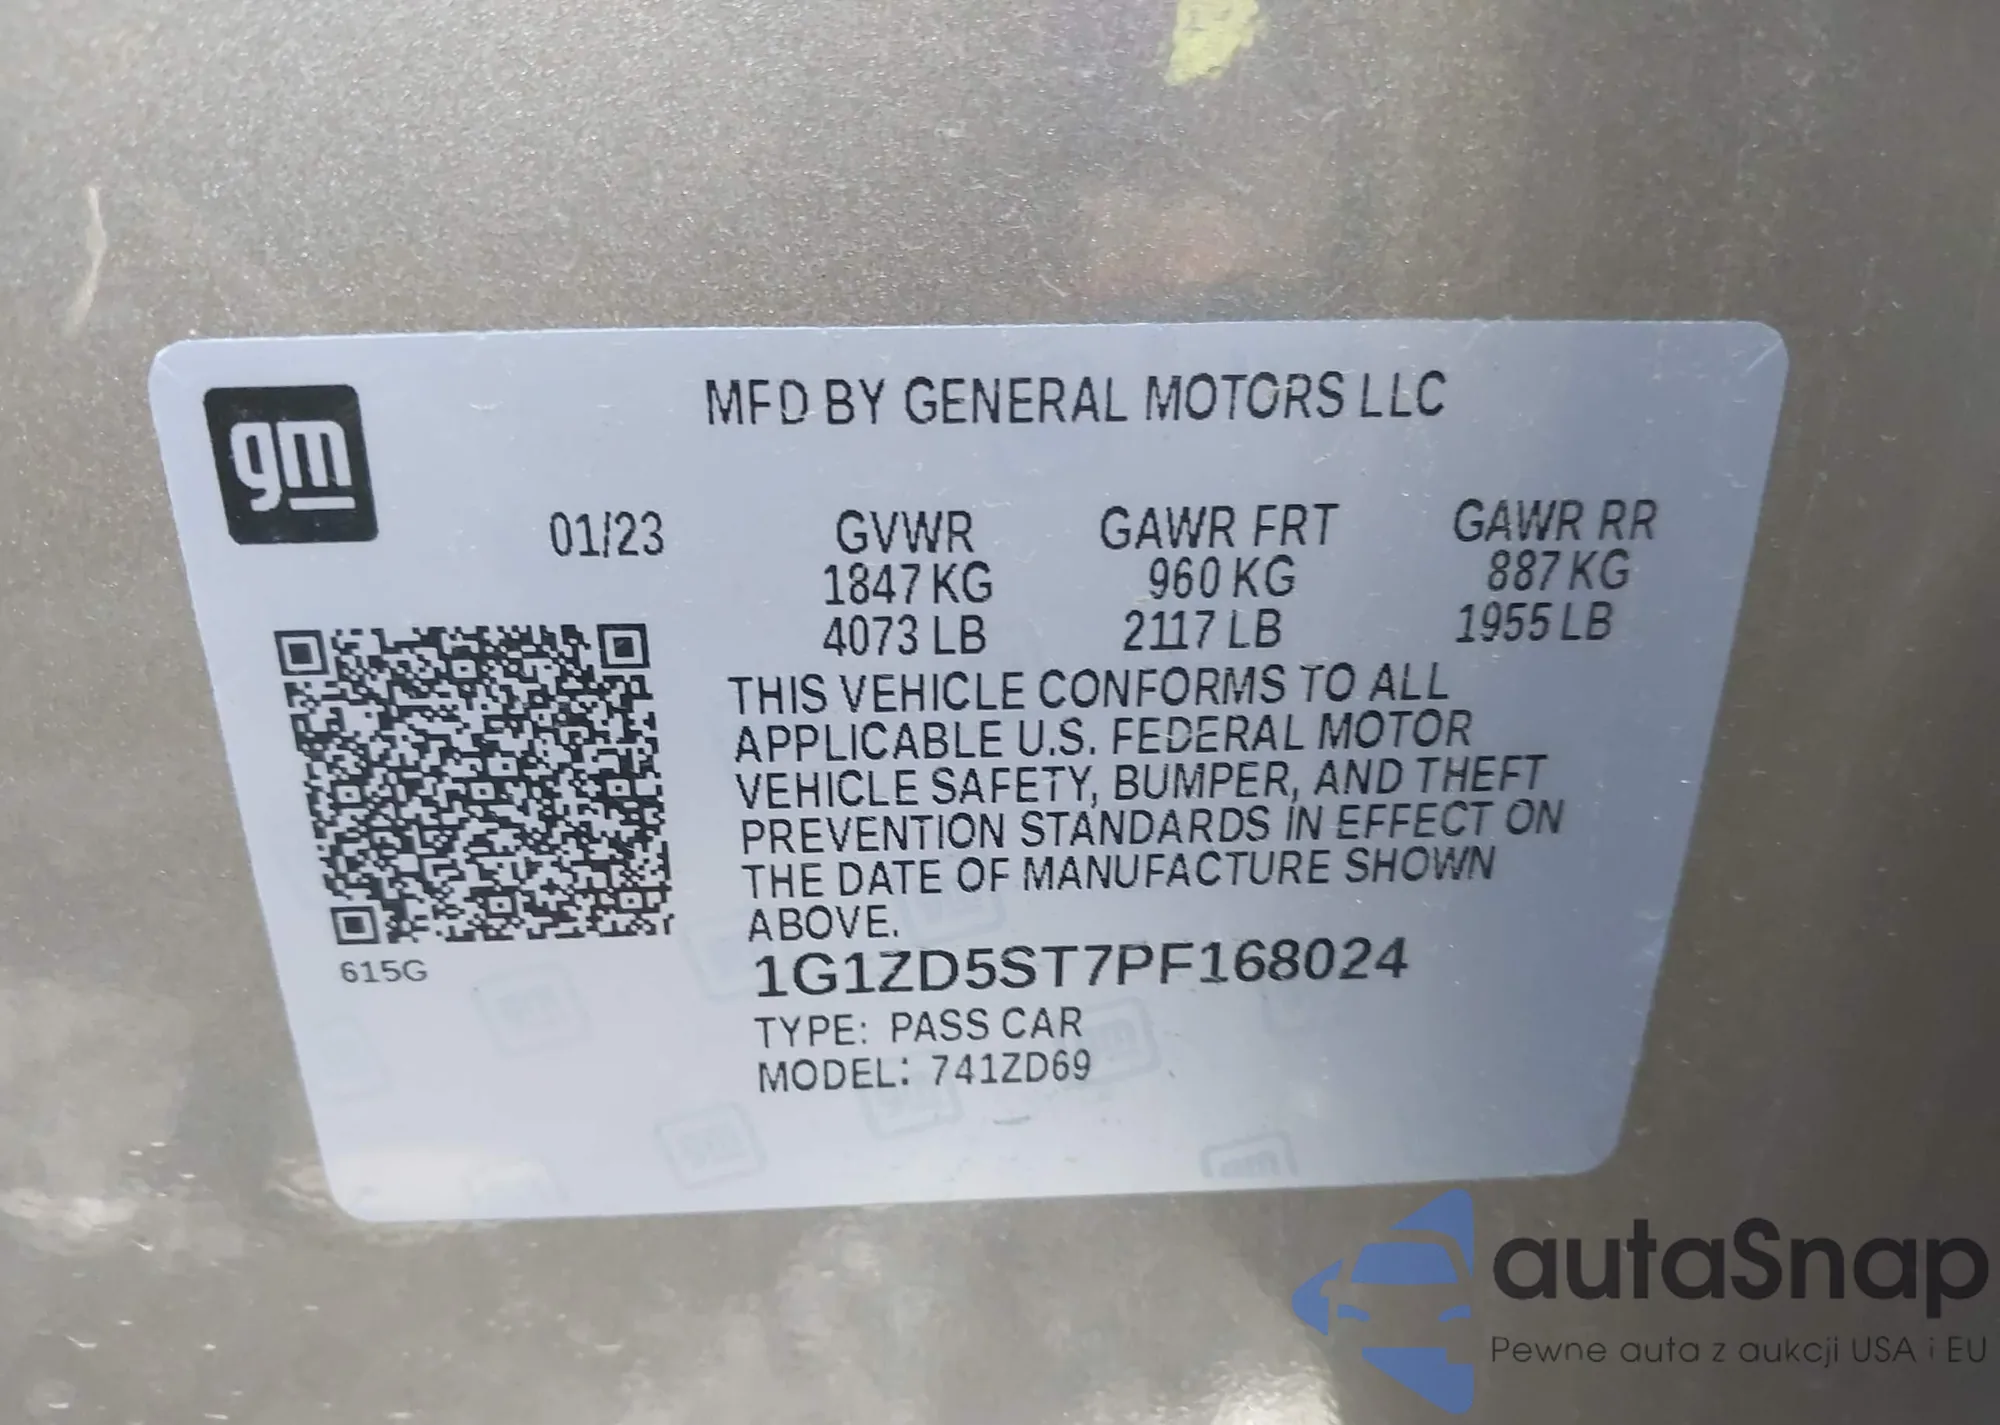 gm
MFD BY GENERAL MOTORS LLC
01/23
GVWR
1847 KG
4073 LB
GAWR FRT
960 KG
2117 LB
GAWR RR
887 KG
1955 LB
THIS VEHICLE CONFORMS TO ALL
APPLICABLE U.S. FEDERAL MOTOR
VEHICLE SAFETY, BUMPER, AND THEFT
PREVENTION STANDARDS IN EFFECT ON
THE DATE OF MANUFACTURE SHOWN
ABOVE.
615G
1G1ZD5ST7PF168024
TYPE: PASS CAR
MODEL: 741ZD69
autaSnap
Pewne auta z aukcji USA i EU